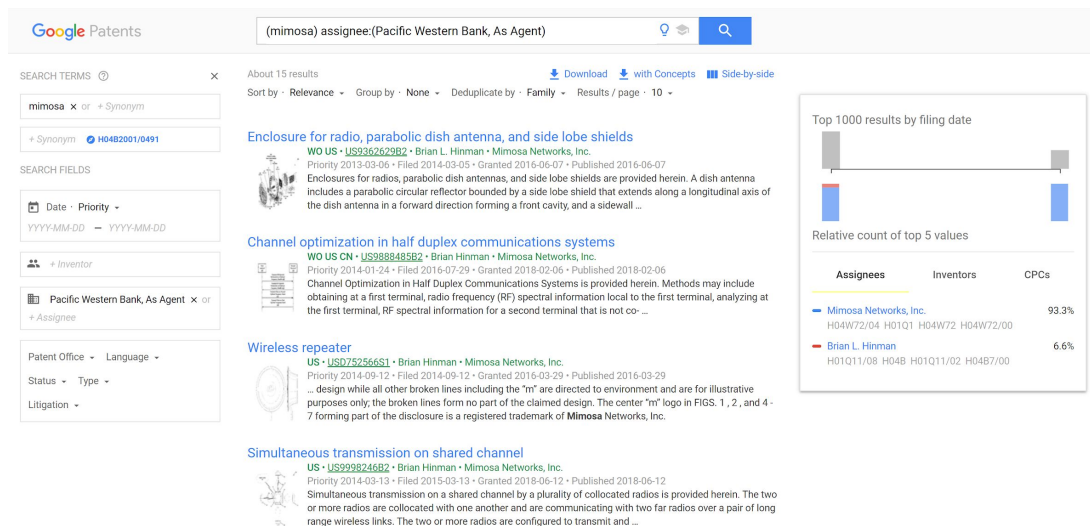 Google Patents
(mimosa) assignee:(Pacific Western Bank, As Agent)
SEARCH TERMS
mimosa × or + Synonym
+ Synonym H04B2001/0491
SEARCH FIELDS
Date · Priority
YYYY-MM-DD – YYYY-MM-DD
+ Inventor
Pacific Western Bank, As Agent × or
+ Assignee
Patent Office Language
Status Type
Litigation
About 15 results
Download with Concepts Side-by-side
Sort by · Relevance Group by · None Deduplicate by · Family Results / page · 10
Enclosure for radio, parabolic dish antenna, and side lobe shields
WO US • US9362629B2 • Brian L. Hinman • Mimosa Networks, Inc.
Priority 2013-03-06 • Filed 2014-03-05 • Granted 2016-06-07 • Published 2016-06-07
Enclosures for radios, parabolic dish antennas, and side lobe shields are provided herein. A dish antenna
includes a parabolic circular reflector bounded by a side lobe shield that extends along a longitudinal axis of
the dish antenna in a forward direction forming a front cavity, and a sidewall ...
Channel optimization in half duplex communications systems
WO US CN • US9888485B2 • Brian Hinman • Mimosa Networks, Inc.
Priority 2014-01-24 • Filed 2016-07-29 • Granted 2018-02-06 • Published 2018-02-06
Channel Optimization in Half Duplex Communications Systems is provided herein. Methods may include
obtaining at a first terminal, radio frequency (RF) spectral information local to the first terminal, analyzing at
the first terminal, RF spectral information for a second terminal that is not co- ...
Wireless repeater
US • USD752566S1 • Brian Hinman • Mimosa Networks, Inc.
Priority 2014-09-12 • Filed 2014-09-12 • Granted 2016-03-29 • Published 2016-03-29
... design while all other broken lines including the “m” are directed to environment and are for illustrative
purposes only; the broken lines form no part of the claimed design. The center “m” logo in FIGS. 1 , 2 , and 4 -
7 forming part of the disclosure is a registered trademark of Mimosa Networks, Inc.
Simultaneous transmission on shared channel
US • US9998246B2 • Brian Hinman • Mimosa Networks, Inc.
Priority 2014-03-13 • Filed 2015-03-13 • Granted 2018-06-12 • Published 2018-06-12
Simultaneous transmission on a shared channel by a plurality of collocated radios is provided herein. The two
or more radios are collocated with one another and are communicating with two far radios over a pair of long
range wireless links. The two or more radios are configured to transmit and ...
Top 1000 results by filing date
Relative count of top 5 values
Assignees Inventors CPCs
Mimosa Networks, Inc. 93.3%
H04W72/04 H01Q1 H04W72 H04W72/00
Brian L. Hinman 6.6%
H01Q11/08 H04B H01Q11/02 H04B7/00